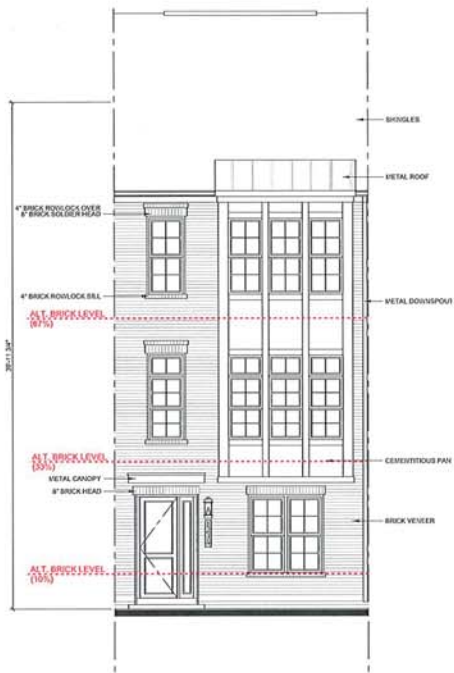 SHINGLES
METAL ROOF
4" BRICK ROWLOCK OVER
8" BRICK SOLDIER HEAD
4" BRICK ROWLOCK SILL
METAL DOWNSPOUT
ALT. BRICK LEVEL
(67%)
ALT. BRICK LEVEL
(33%)
CEMENTITIOUS PAN
METAL CANOPY
8" BRICK HEAD
BRICK VENEER
ALT. BRICK LEVEL
(10%)